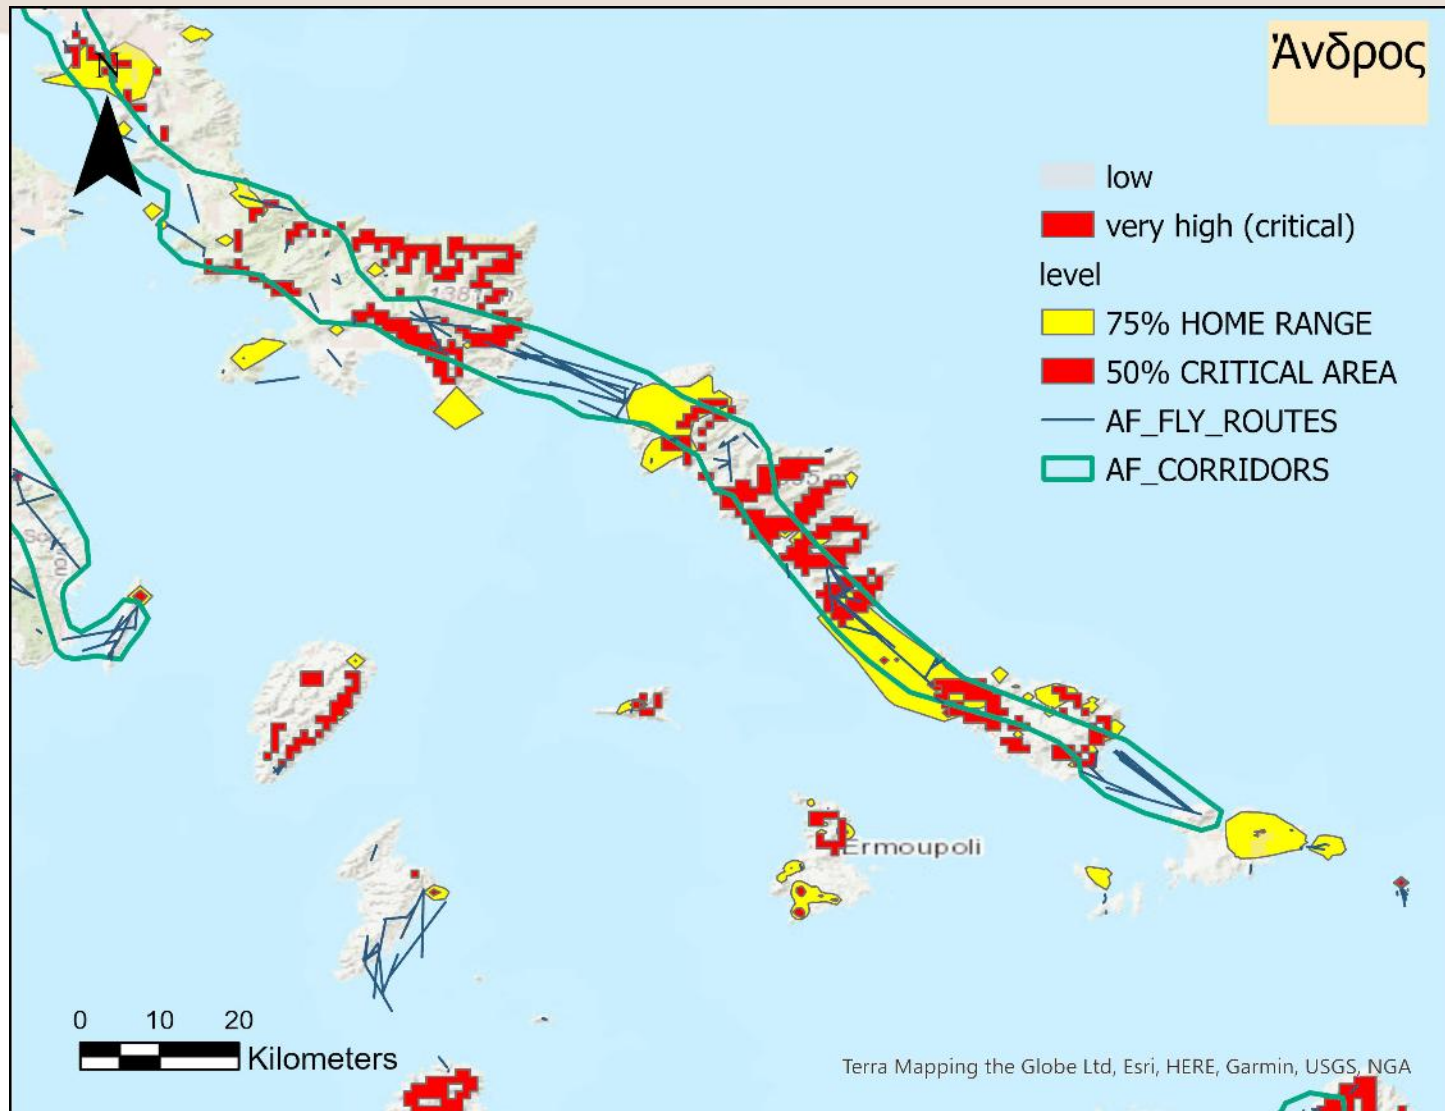 Άνδρος
N
low
very high (critical)
level
75% HOME RANGE
50% CRITICAL AREA
AF_FLY_ROUTES
AF_CORRIDORS
Ermoupoli
0 10 20
Kilometers
Terra Mapping the Globe Ltd, Esri, HERE, Garmin, USGS, NGA